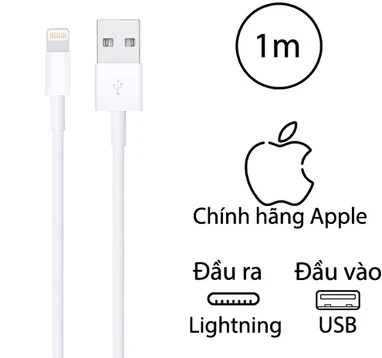 1m
Chính hãng Apple
Đầu ra Đầu vào
Lightning USB